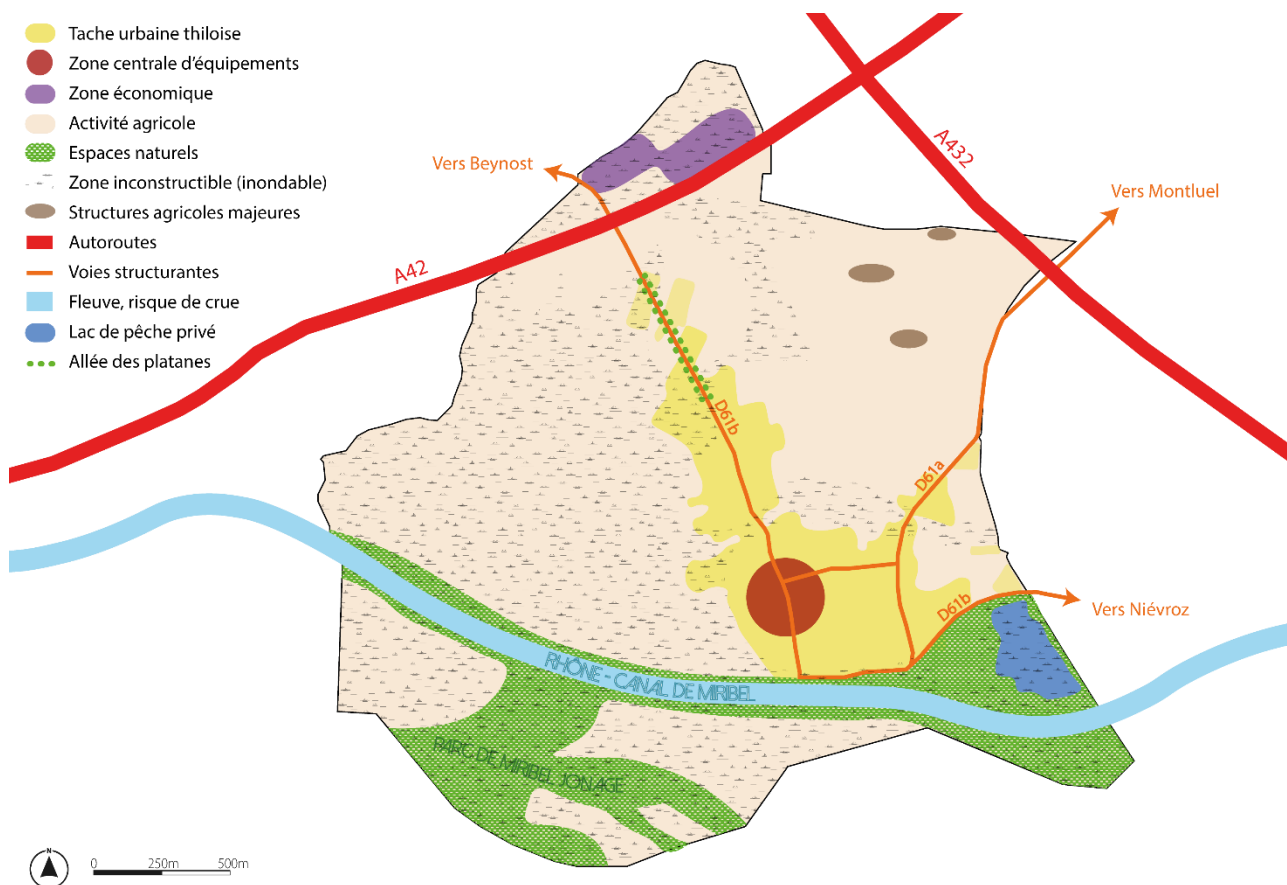 Tache urbaine thiloise
Zone centrale d'équipements
Zone économique
Activité agricole
Espaces naturels
Zone inconstructible (inondable)
Structures agricoles majeures
Autoroutes
Voies structurantes
Fleuve, risque de crue
Lac de pêche privé
Allée des platanes
A432
Vers Beynost
Vers Montluel
A42
D61b
D61a
D61b
Vers Niévroz
RHÔNE - CANAL DE MIRIBEL
PARC DE MIRIBEL JONAGE
N
0 250m 500m